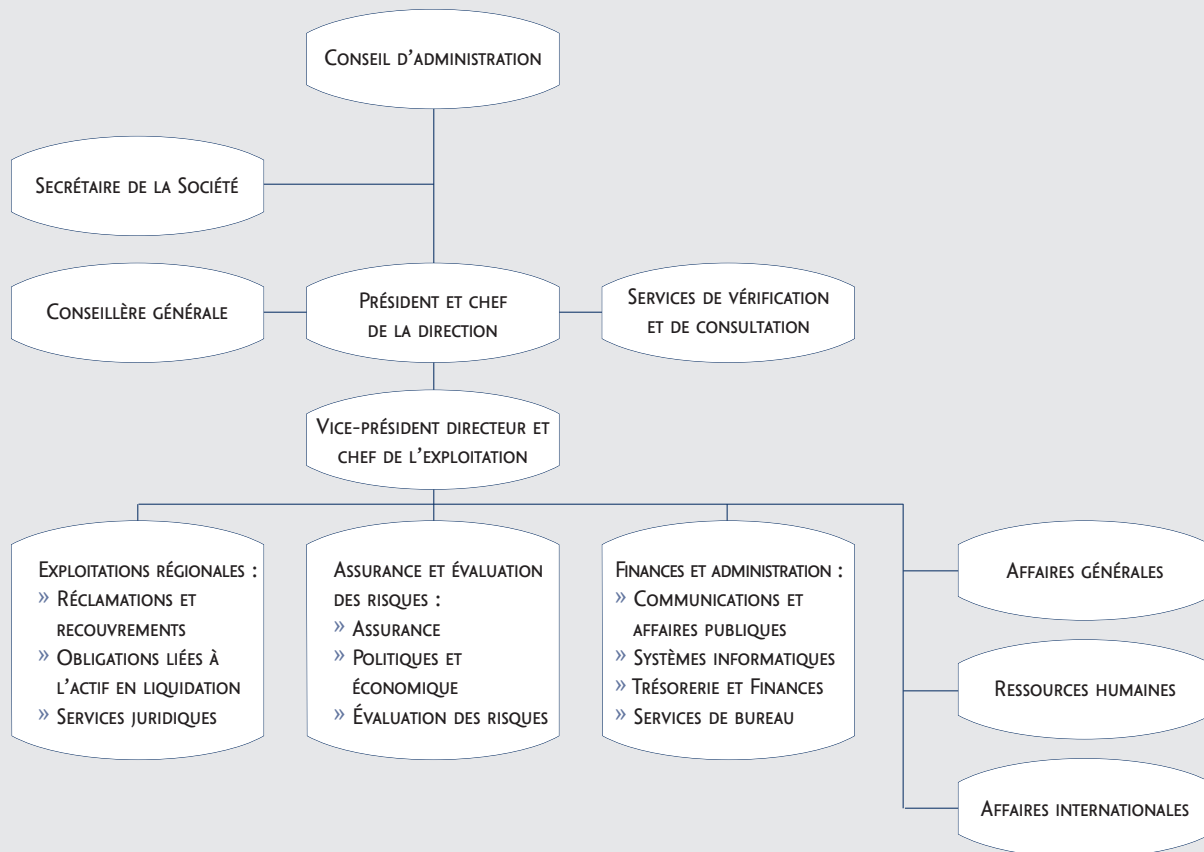 Conseil d'administration
Secrétaire de la Société
Conseillère générale
Président et chef
de la direction
Services de vérification
et de consultation
Vice-président directeur et
chef de l'exploitation
Exploitations régionales :
» Réclamations et
recouvrements
» Obligations liées à
l'actif en liquidation
» Services juridiques
Assurance et évaluation
des risques :
» Assurance
» Politiques et
économique
» Évaluation des risques
Finances et administration :
» Communications et
affaires publiques
» Systèmes informatiques
» Trésorerie et Finances
» Services de bureau
Affaires générales
Ressources humaines
Affaires internationales